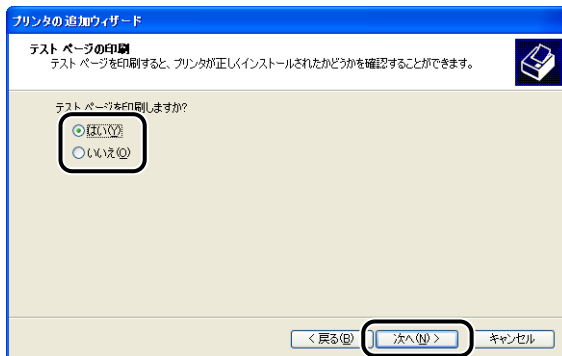 プリンタの追加ウィザード
テスト ページの印刷
テスト ページを印刷すると、プリンタが正しくインストールされたかどうかを確認することができます。
テスト ページを印刷しますか?
はい(Y)
いいえ(O)
< 戻る(B)
次へ(N) >
キャンセル